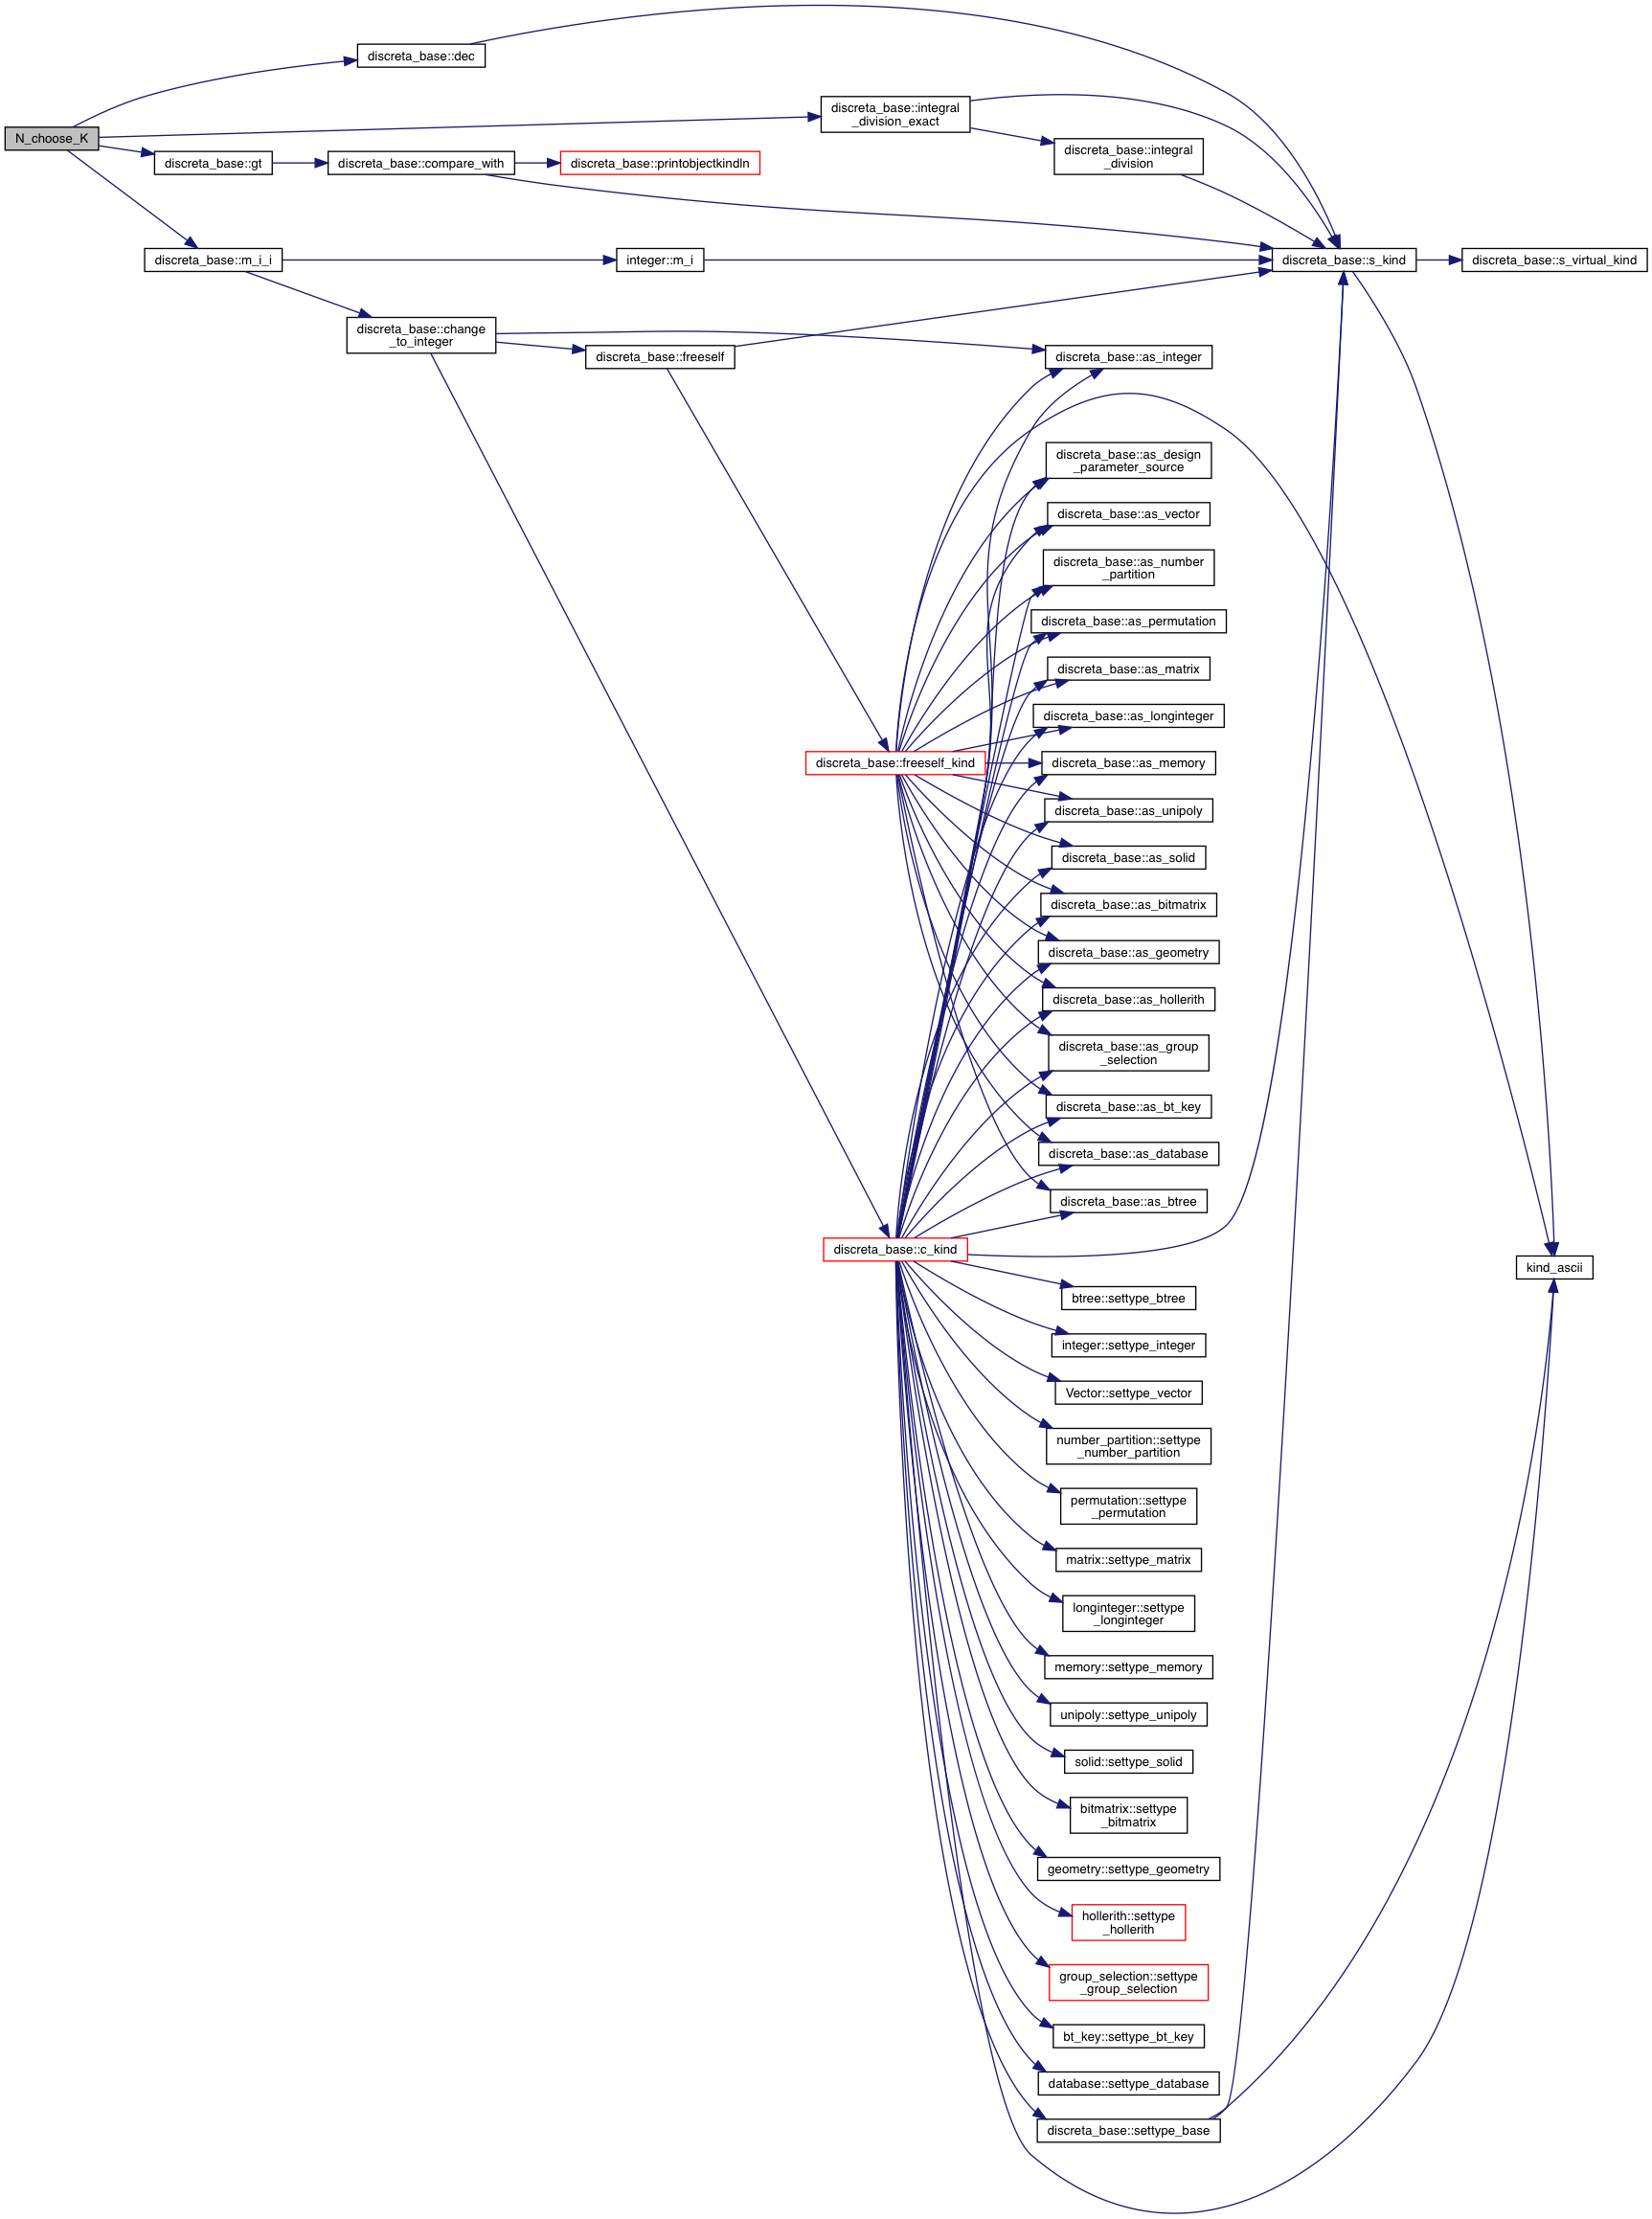 discreta_base::dec
discreta_base::integral
_division_exact
N_choose_K
discreta_base::gt
discreta_base::compare_with
discreta_base::printobjectkindln
discreta_base::integral
_division
discreta_base::m_i_i
integer::m_i
discreta_base::s_kind
discreta_base::s_virtual_kind
discreta_base::change
_to_integer
discreta_base::freeself
discreta_base::as_integer
discreta_base::as_design
_parameter_source
discreta_base::as_vector
discreta_base::as_number
_partition
discreta_base::as_permutation
discreta_base::as_matrix
discreta_base::as_longinteger
discreta_base::freeself_kind
discreta_base::as_memory
discreta_base::as_unipoly
discreta_base::as_solid
discreta_base::as_bitmatrix
discreta_base::as_geometry
discreta_base::as_hollerith
discreta_base::as_group
_selection
discreta_base::as_bt_key
discreta_base::as_database
discreta_base::as_btree
discreta_base::c_kind
kind_ascii
btree::settype_btree
integer::settype_integer
Vector::settype_vector
number_partition::settype
_number_partition
permutation::settype
_permutation
matrix::settype_matrix
longinteger::settype
_longinteger
memory::settype_memory
unipoly::settype_unipoly
solid::settype_solid
bitmatrix::settype
_bitmatrix
geometry::settype_geometry
hollerith::settype
_hollerith
group_selection::settype
_group_selection
bt_key::settype_bt_key
database::settype_database
discreta_base::settype_base